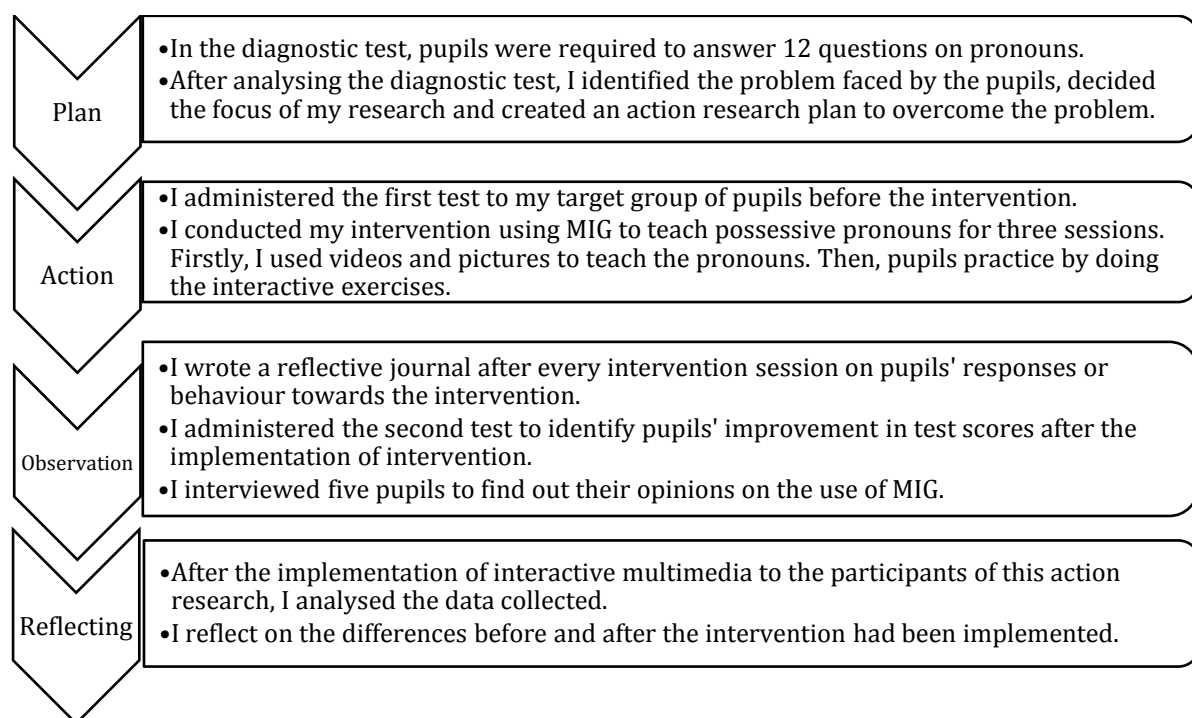 Plan
•In the diagnostic test, pupils were required to answer 12 questions on pronouns.
•After analysing the diagnostic test, I identified the problem faced by the pupils, decided
the focus of my research and created an action research plan to overcome the problem.
Action
•I administered the first test to my target group of pupils before the intervention.
•I conducted my intervention using MIG to teach possessive pronouns for three sessions.
Firstly, I used videos and pictures to teach the pronouns. Then, pupils practice by doing
the interactive exercises.
Observation
•I wrote a reflective journal after every intervention session on pupils' responses or
behaviour towards the intervention.
•I administered the second test to identify pupils' improvement in test scores after the
implementation of intervention.
•I interviewed five pupils to find out their opinions on the use of MIG.
Reflecting
•After the implementation of interactive multimedia to the participants of this action
research, I analysed the data collected.
•I reflect on the differences before and after the intervention had been implemented.